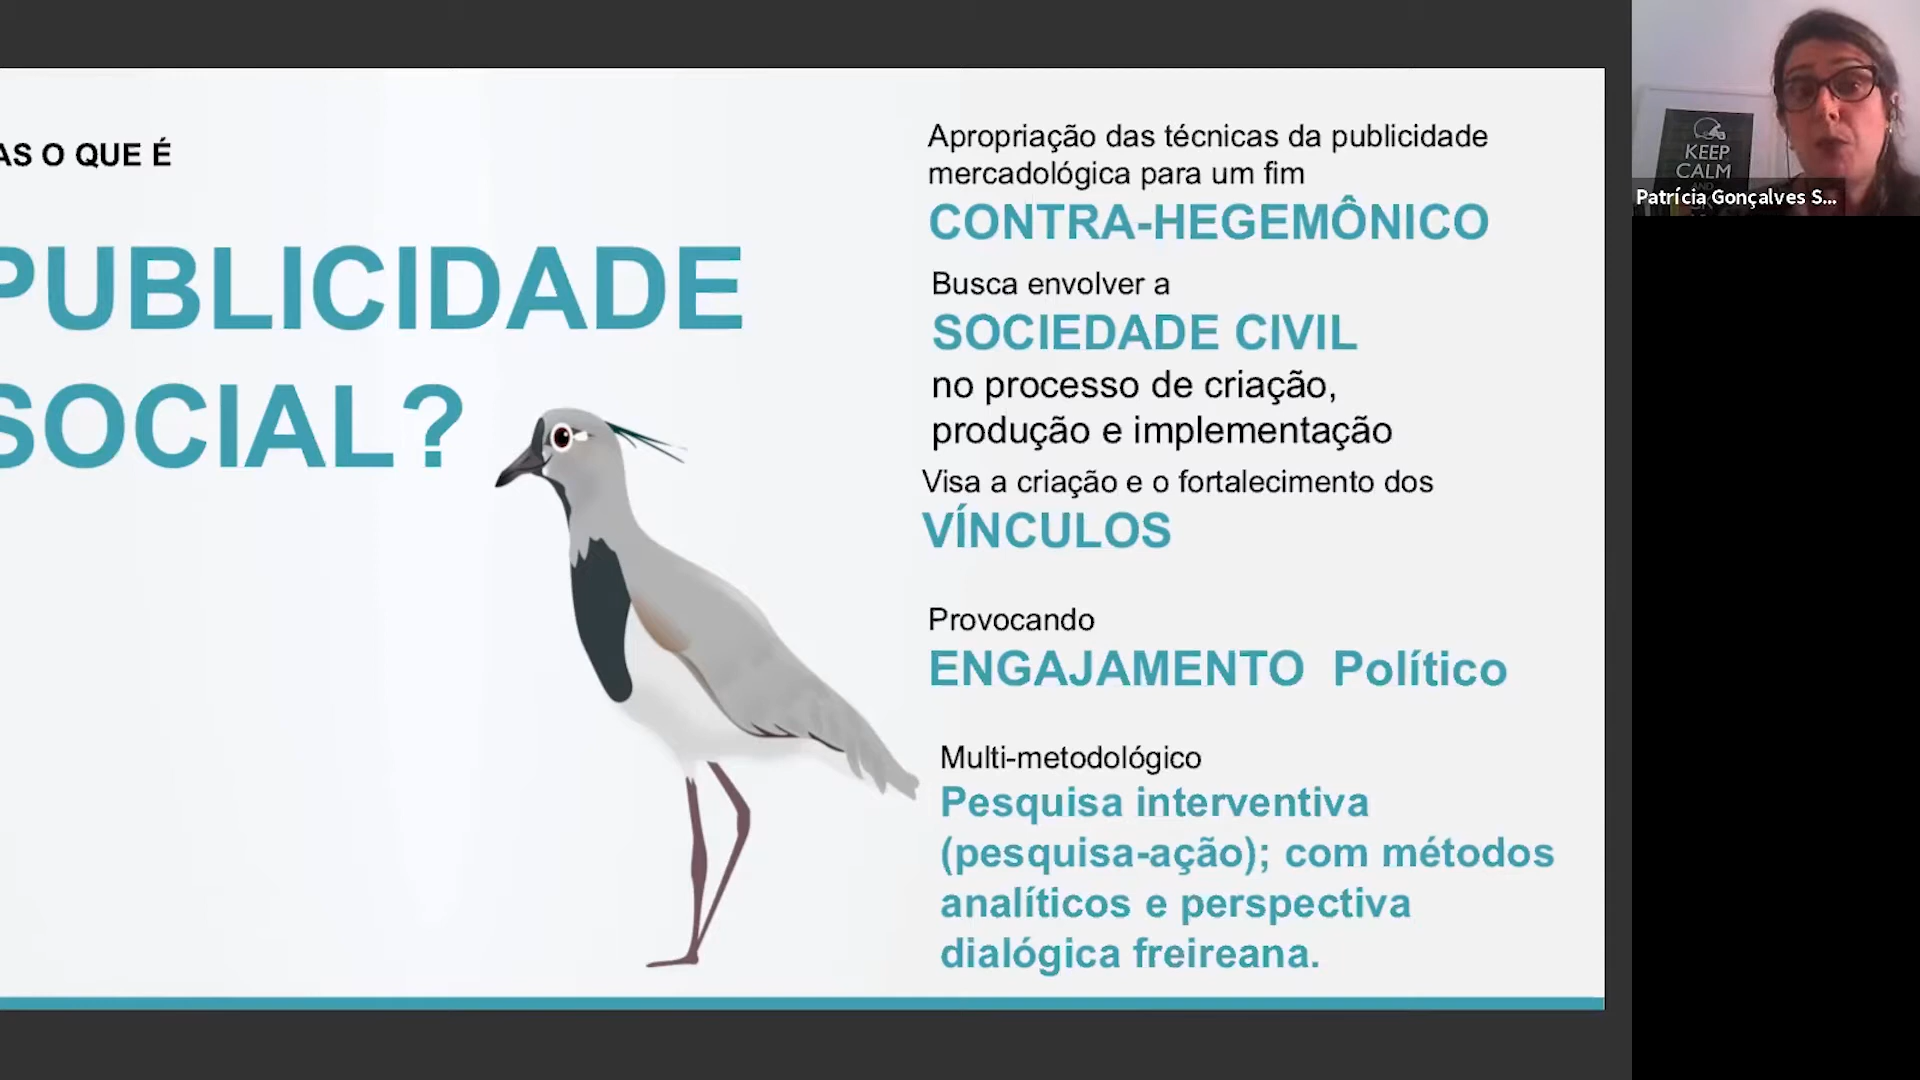 AS O QUE É
PUBLICIDADE
SOCIAL?
Apropriação das técnicas da publicidade
mercadológica para um fim
CONTRA-HEGEMÔNICO
Busca envolver a
SOCIEDADE CIVIL
no processo de criação,
produção e implementação
Visa a criação e o fortalecimento dos
VÍNCULOS
Provocando
ENGAJAMENTO Político
Multi-metodológico
Pesquisa interventiva
(pesquisa-ação); com métodos
analíticos e perspectiva
dialógica freireana.
KEEP
CALM
AND
Patrícia Gonçalves S...